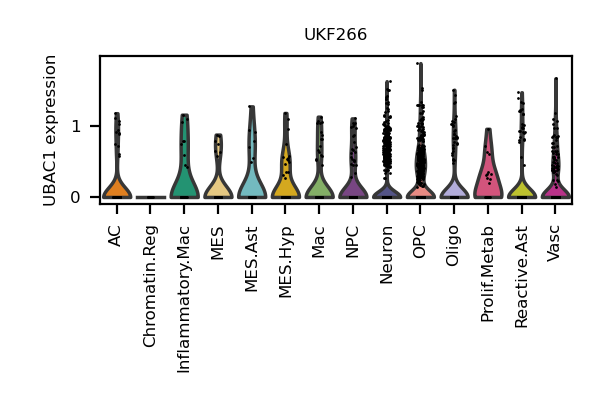 UKF266
UBAC1 expression
1
0
AC
Chromatin.Reg
Inflammatory.Mac
MES
MES.Ast
MES.Hyp
Mac
NPC
Neuron
OPC
Oligo
Prolif.Metab
Reactive.Ast
Vasc